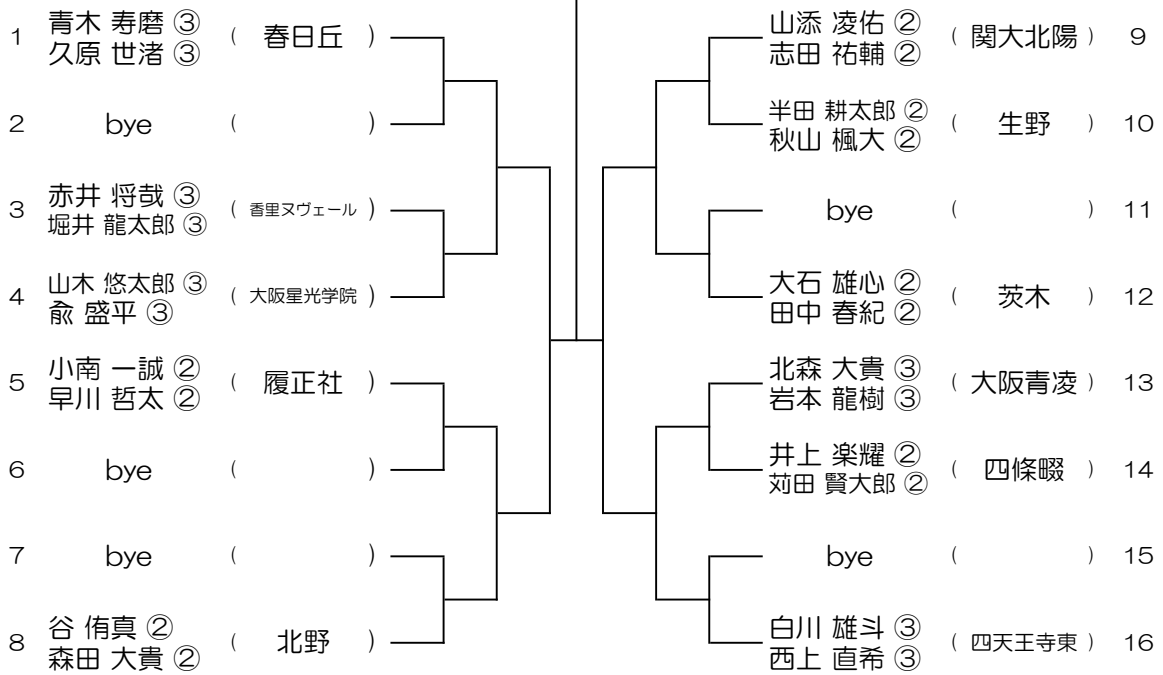 1 青木 寿磨 ③ ( 春日丘 )
久原 世渚 ③
2 bye ( )
3 赤井 将哉 ③ ( 香里ヌヴェール )
堀井 龍太郎 ③
4 山木 悠太郎 ③ ( 大阪星光学院 )
兪 盛平 ③
5 小南 一誠 ② ( 履正社 )
早川 哲太 ②
6 bye ( )
7 bye ( )
8 谷 侑真 ② ( 北野 )
森田 大貴 ②
山添 凌佑 ② ( 関大北陽 ) 9
志田 祐輔 ②
半田 耕太郎 ② ( 生野 ) 10
秋山 楓大 ②
bye ( ) 11
大石 雄心 ② ( 茨木 ) 12
田中 春紀 ②
北森 大貴 ③ ( 大阪青凌 ) 13
岩本 龍樹 ③
井上 楽耀 ② ( 四條畷 ) 14
苅田 賢太郎 ②
bye ( ) 15
白川 雄斗 ③ ( 四天王寺東 ) 16
西上 直希 ③